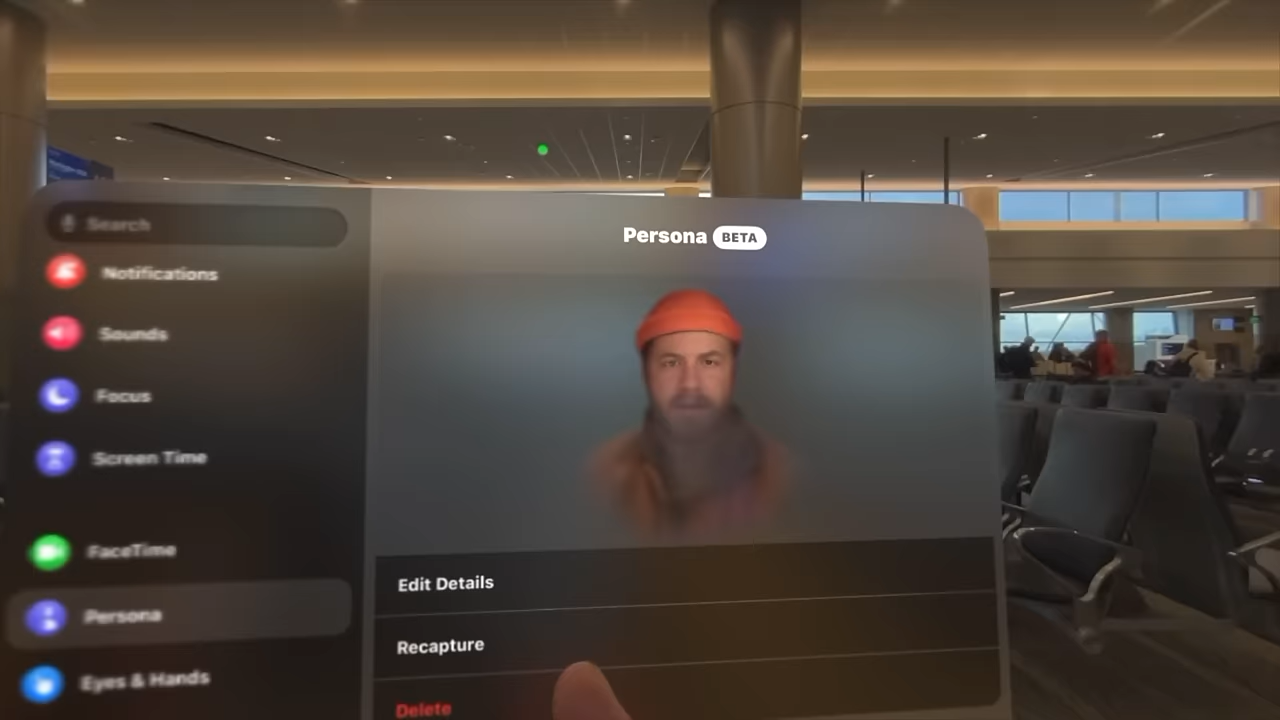 Search
Notifications
Sounds
Focus
Screen Time
FaceTime
Persona
Eyes & Hands
Persona BETA
Edit Details
Recapture
Delete